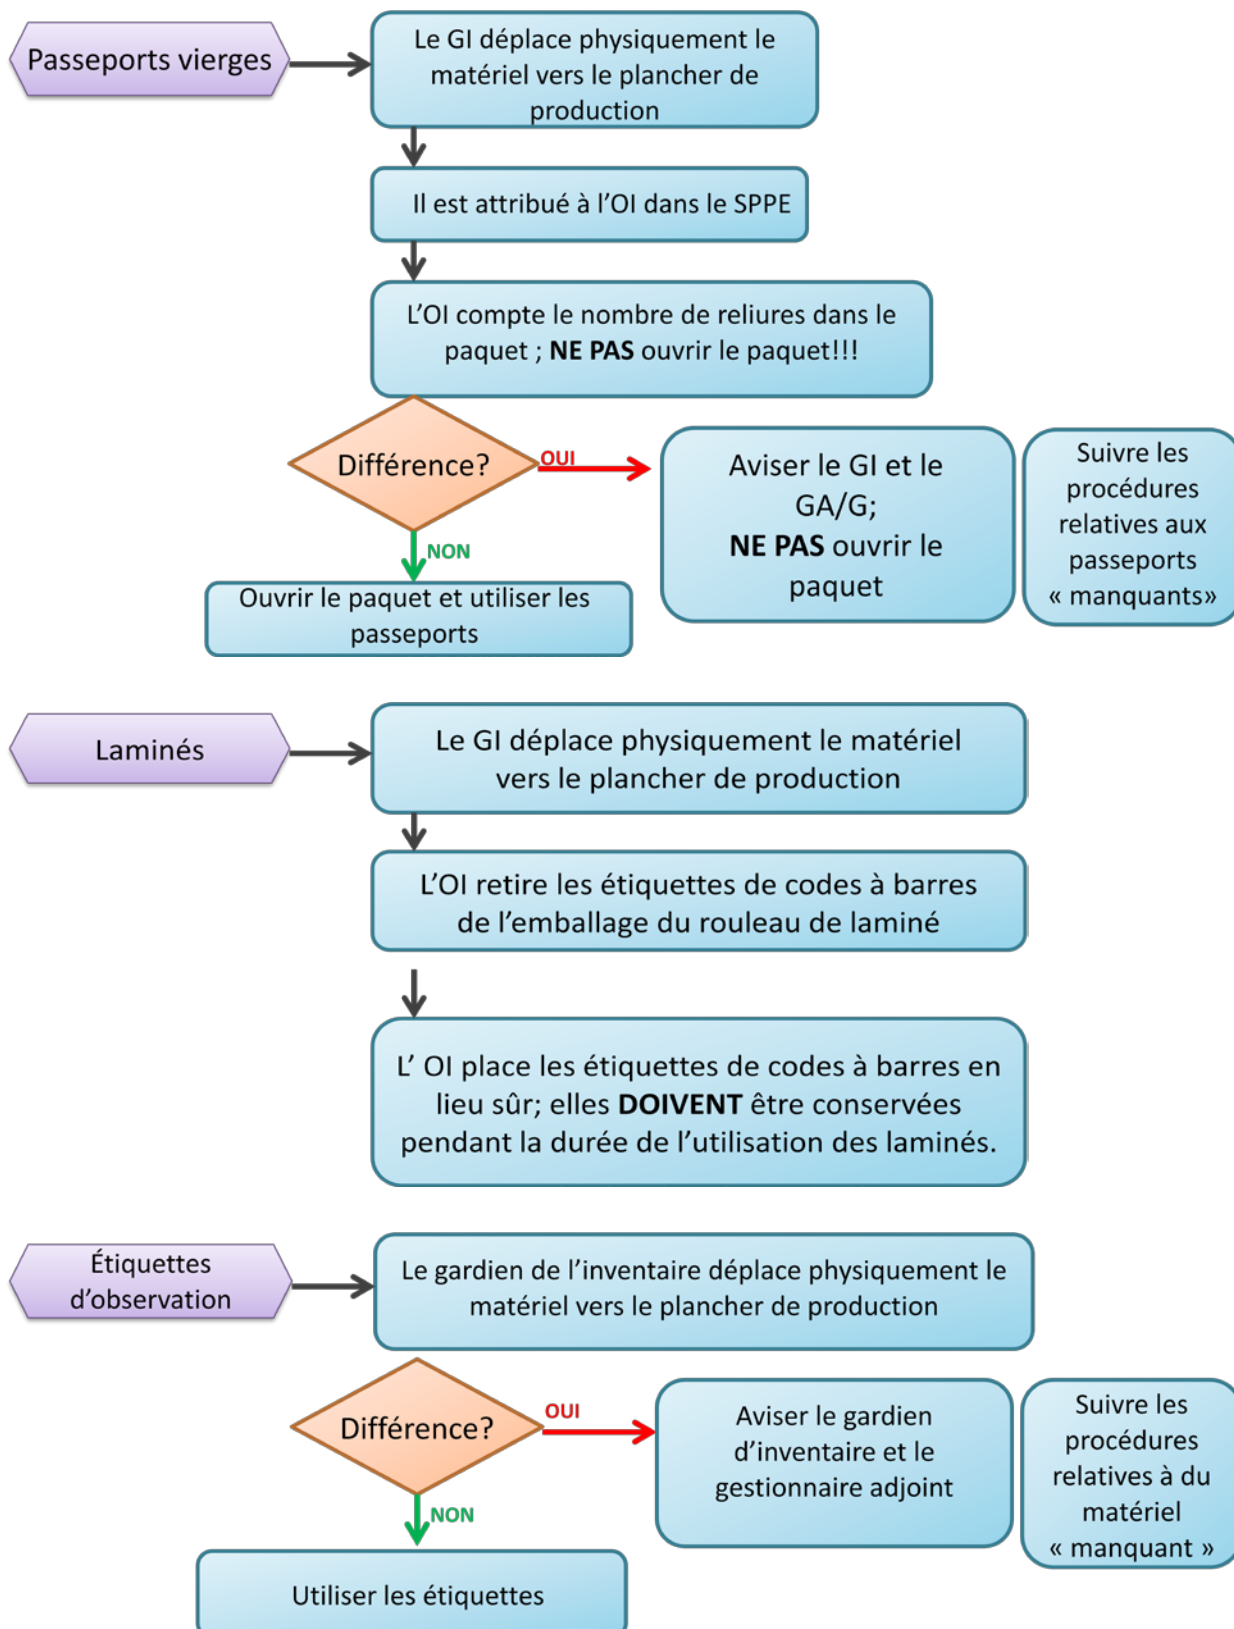 Passeports vierges
Le GI déplace physiquement le
matériel vers le plancher de
production
Il est attribué à l'OI dans le SPPE
L'OI compte le nombre de reliures dans le
paquet ; NE PAS ouvrir le paquet!!!
Différence?
OUI
Aviser le GI et le
GA/G;
NE PAS ouvrir le
paquet
Suivre les
procédures
relatives aux
passeports
« manquants»
NON
Ouvrir le paquet et utiliser les
passeports
Laminés
Le GI déplace physiquement le matériel
vers le plancher de production
L'OI retire les étiquettes de codes à barres
de l'emballage du rouleau de laminé
L' OI place les étiquettes de codes à barres en
lieu sûr; elles DOIVENT être conservées
pendant la durée de l'utilisation des laminés.
Étiquettes
d'observation
Le gardien de l'inventaire déplace physiquement le
matériel vers le plancher de production
Différence?
OUI
Aviser le gardien
d'inventaire et le
gestionnaire adjoint
Suivre les
procédures
relatives à du
matériel
« manquant »
NON
Utiliser les étiquettes